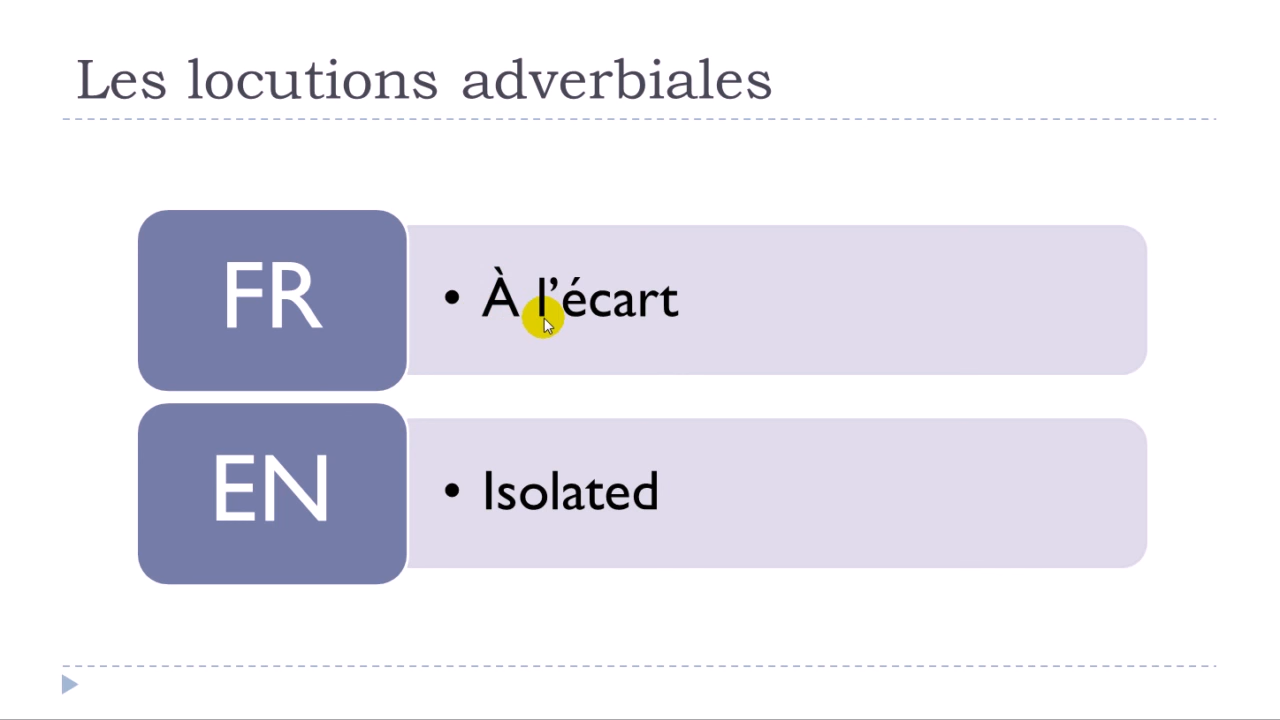 Les locutions adverbiales
FR
• À l’écart
EN
• Isolated